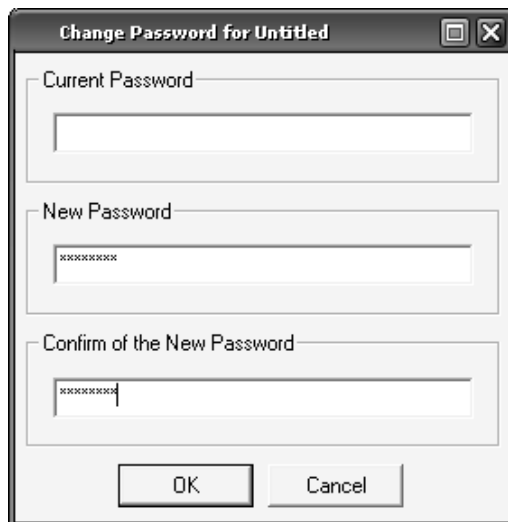 Change Password for Untitled
Current Password
New Password
××××××××
Confirm of the New Password
××××××××
OK Cancel